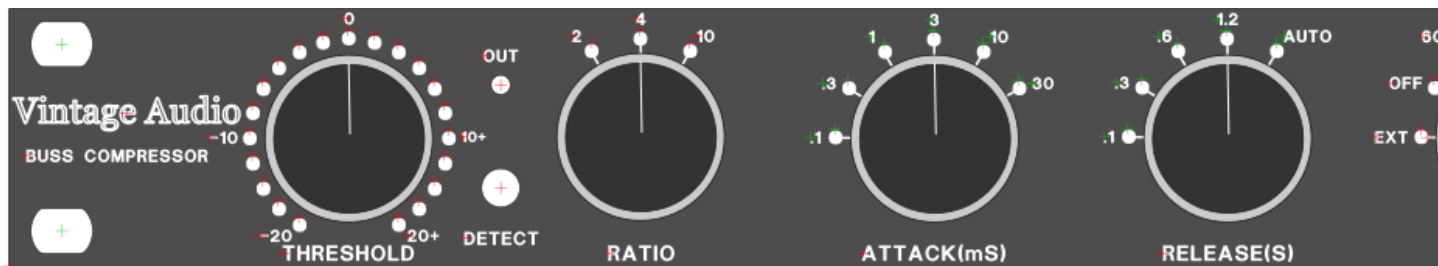 Vintage Audio
BUSS COMPRESSOR
0
-10
10+
-20
20+
THRESHOLD
OUT
DETECT
2
4
10
RATIO
.1
.3
1
3
10
30
ATTACK(mS)
.1
.3
.6
1.2
AUTO
RELEASE(S)
60
OFF
EXT